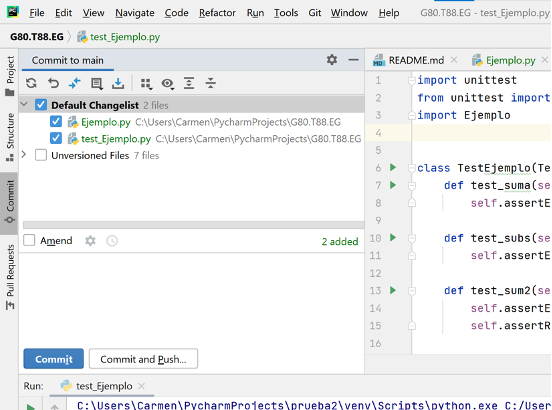 File Edit View Navigate Code Refactor Run Tools Git Window Help G80.T88.EG - test_Ejemplo.py
G80.T88.EG test_Ejemplo.py
Commit to main
README.md Ejemplo.py
Project
Structure
Commit
Pull Requests
Default Changelist 2 files
Ejemplo.py C:\Users\Carmen\PycharmProjects\G80.T88.EG
test_Ejemplo.py C:\Users\Carmen\PycharmProjects\G80.T88.EG
Unversioned Files 7 files
Amend 2 added
Commit Commit and Push...
1 import unittest
2 from unittest import
3 import Ejemplo
4
5
6 class TestEjemplo(Te
7 def test_suma(se
8 self.assertE
9
10 def test_subs(se
11 self.assertE
12
13 def test_sum2(se
14 self.assertE
15 self.assertR
16
Run: test_Ejemplo
C:\Users\Carmen\PycharmProjects\prueba2\venv\Scripts\python.exe C:/User